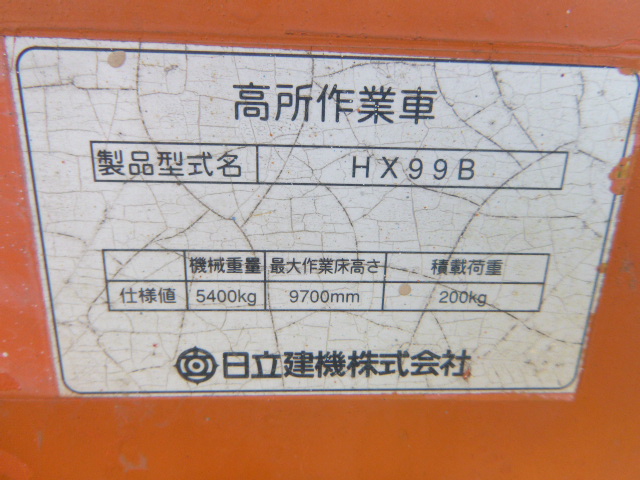 高所作業車
製品型式名 HX99B
機械重量 最大作業床高さ 積載荷重
仕様値 5400kg 9700mm 200kg
日立建機株式会社